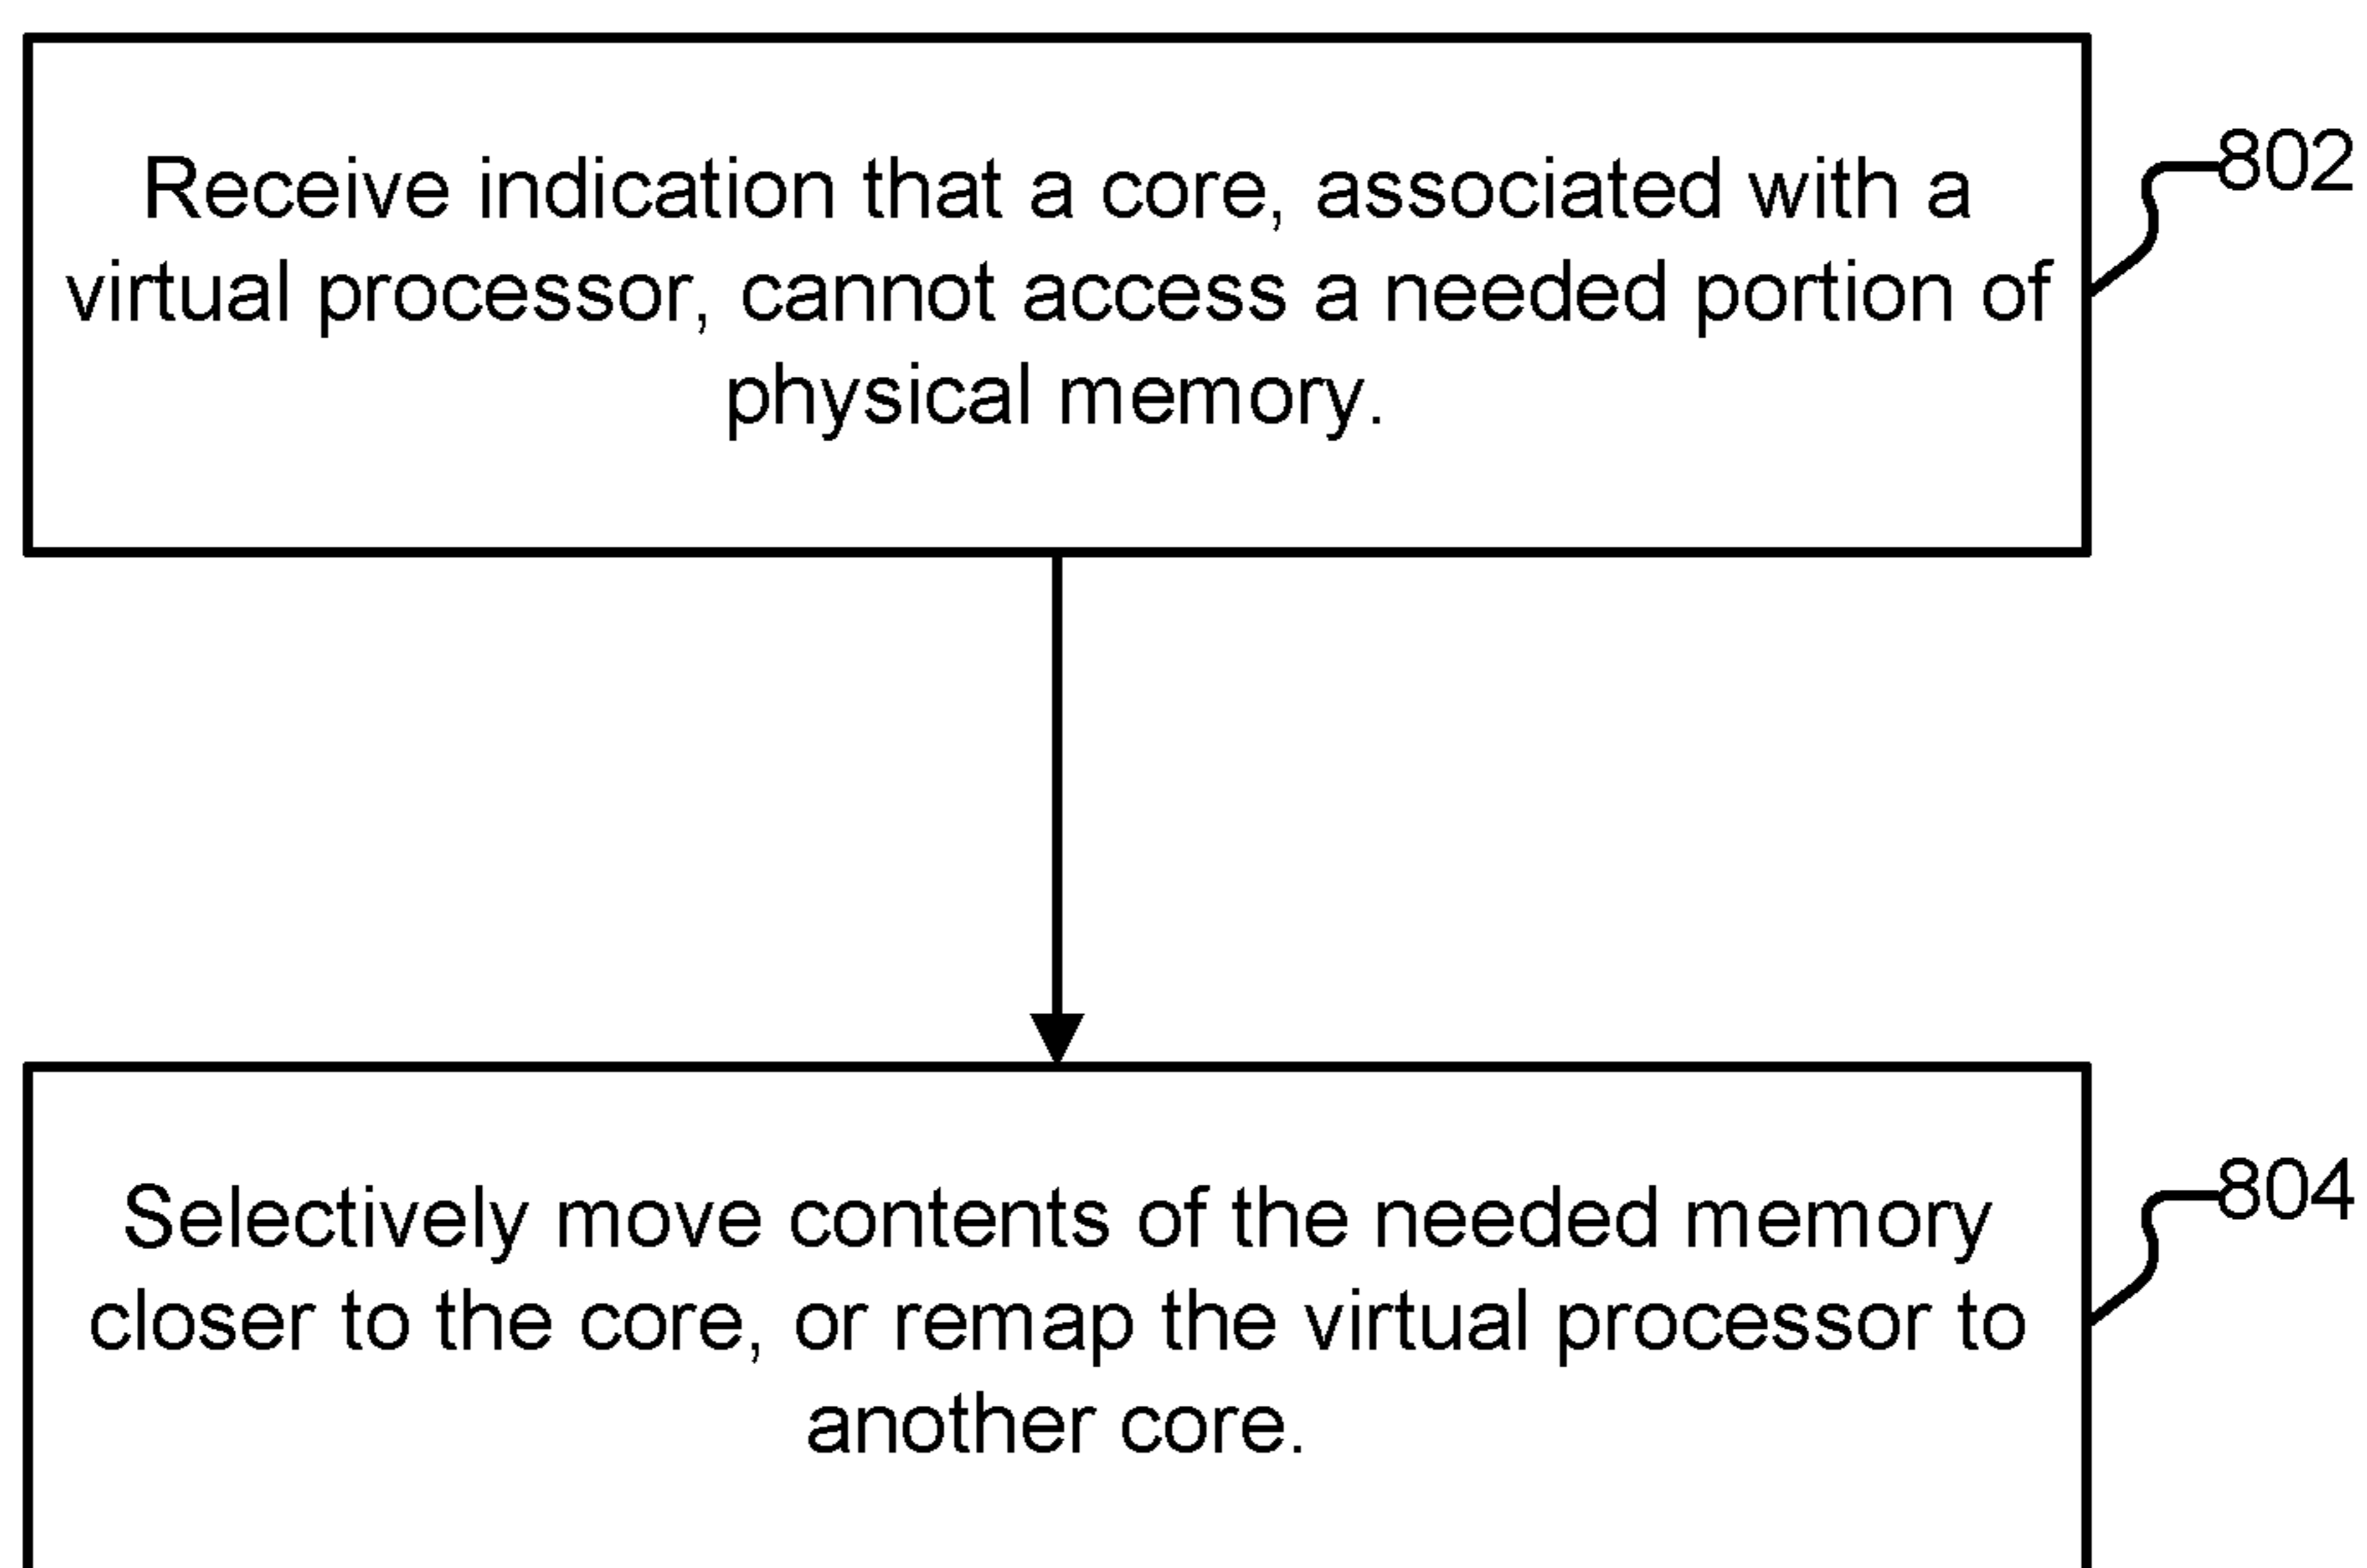 Receive indication that a core, associated with a
virtual processor, cannot access a needed portion of
physical memory.
802
Selectively move contents of the needed memory
closer to the core, or remap the virtual processor to
another core.
804